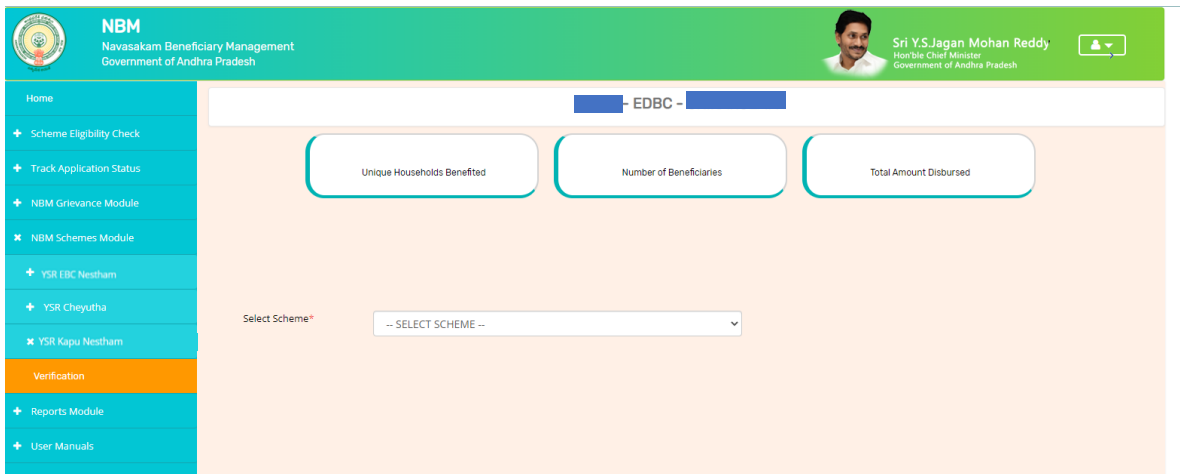 NBM
Navasakam Beneficiary Management
Government of Andhra Pradesh
Sri Y.S.Jagan Mohan Reddy
Hon'ble Chief Minister
Government of Andhra Pradesh
Home
- EDBC -
Scheme Eligibility Check
Track Application Status
NBM Grievance Module
NBM Schemes Module
YSR EBC Nestham
YSR Cheyutha
YSR Kapu Nestham
Verification
Reports Module
User Manuals
Unique Households Benefited
Number of Beneficiaries
Total Amount Disbursed
Select Scheme*
-- SELECT SCHEME --